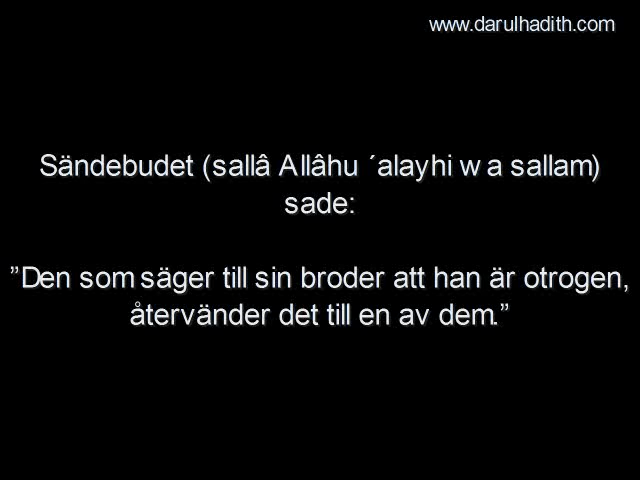 www.darulhadith.com
Sändebudet (sallâ Allâhu ´alayhi wa sallam)
sade:
”Den som säger till sin broder att han är otrogen,
återvänder det till en av dem.”